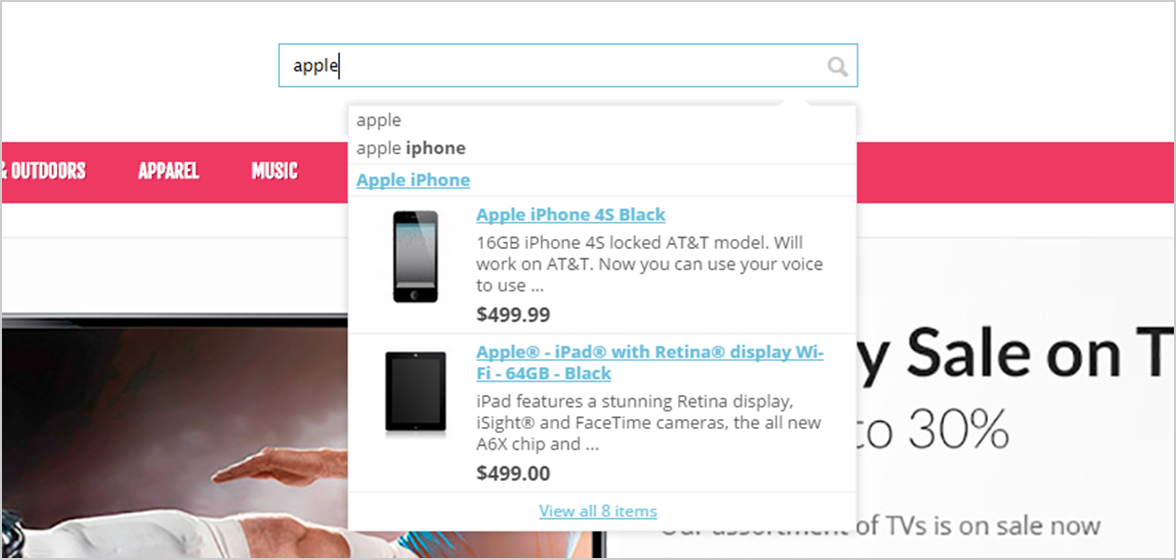 apple
apple
apple iphone
& OUTDOORS APPAREL MUSIC
Apple iPhone
Apple iPhone 4S Black
16GB iPhone 4S locked AT&T model. Will
work on AT&T. Now you can use your voice
to use ...
$499.99
Apple® - iPad® with Retina® display Wi-
Fi - 64GB - Black
iPad features a stunning Retina display,
iSight® and FaceTime cameras, the all new
A6X chip and ...
$499.00
View all 8 items
Sale on
to 30%
Our assortment of TVs is on sale now